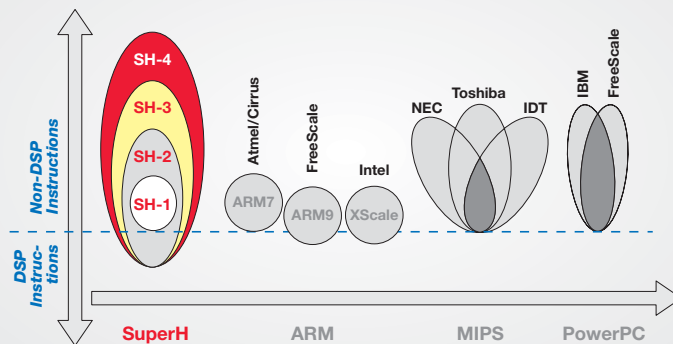 Non-DSP
Instructions
DSP
Instruc-
tions
SH-4
SH-3
SH-2
SH-1
Atmel/Cirrus
ARM7
FreeScale
ARM9
Intel
XScale
NEC
Toshiba
IDT
IBM
FreeScale
SuperH
ARM
MIPS
PowerPC